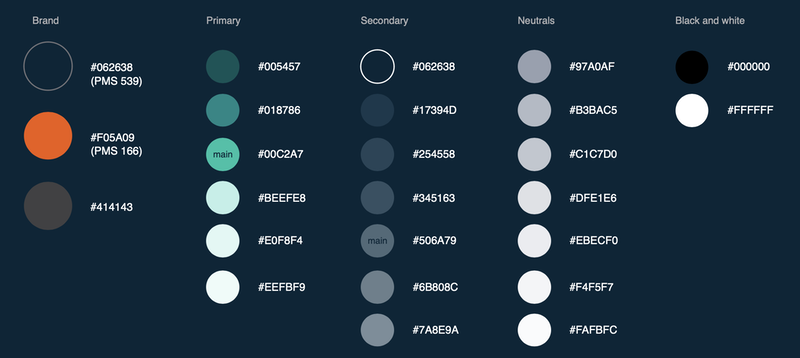 Brand
#062638
(PMS 539)
#F05A09
(PMS 166)
#414143
Primary
#005457
#018786
main
#00C2A7
#BEEFE8
#E0F8F4
#EEFBF9
Secondary
#062638
#17394D
#254558
#345163
main
#506A79
#6B808C
#7A8E9A
Neutrals
#97A0AF
#B3BAC5
#C1C7D0
#DFE1E6
#EBECF0
#F4F5F7
#FAFBFC
Black and white
#000000
#FFFFFF